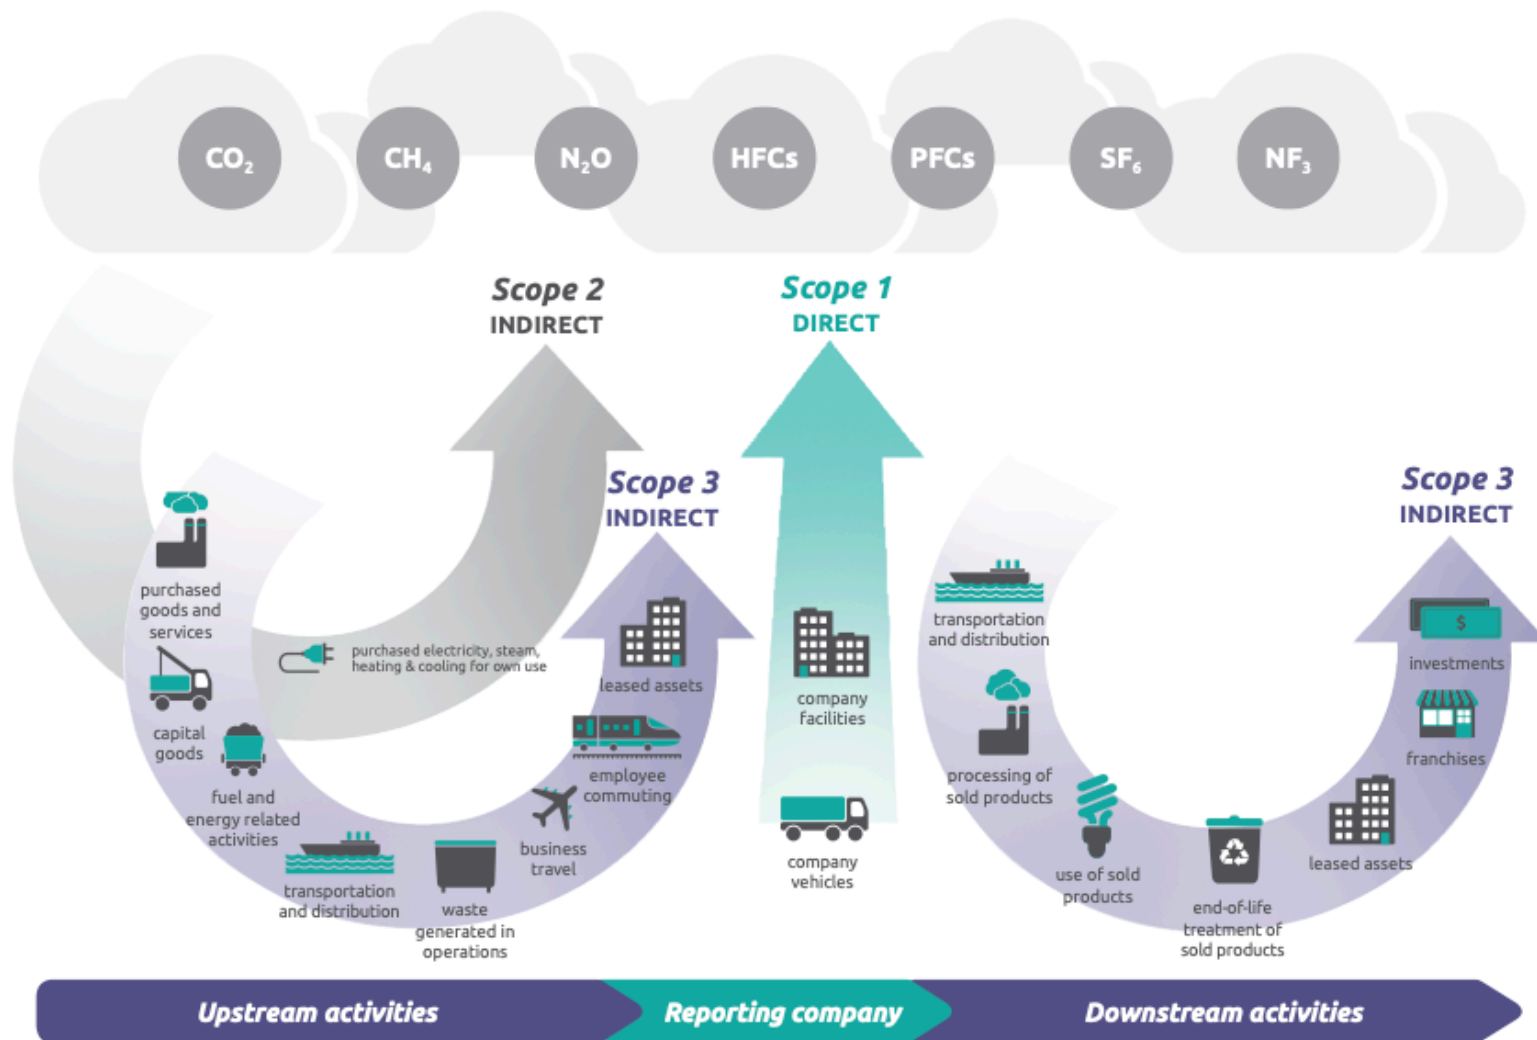 CO₂
CH₄
N₂O
HFCs
PFCs
SF₆
NF₃
Scope 2
INDIRECT
Scope 1
DIRECT
Scope 3
INDIRECT
Scope 3
INDIRECT
purchased
goods and
services
capital
goods
fuel and
energy related
activities
transportation
and distribution
waste
generated in
operations
business
travel
employee
commuting
leased assets
purchased electricity, steam,
heating & cooling for own use
company
facilities
company
vehicles
transportation
and distribution
processing of
sold products
use of sold
products
end-of-life
treatment of
sold products
leased assets
franchises
$
investments
Upstream activities
Reporting company
Downstream activities